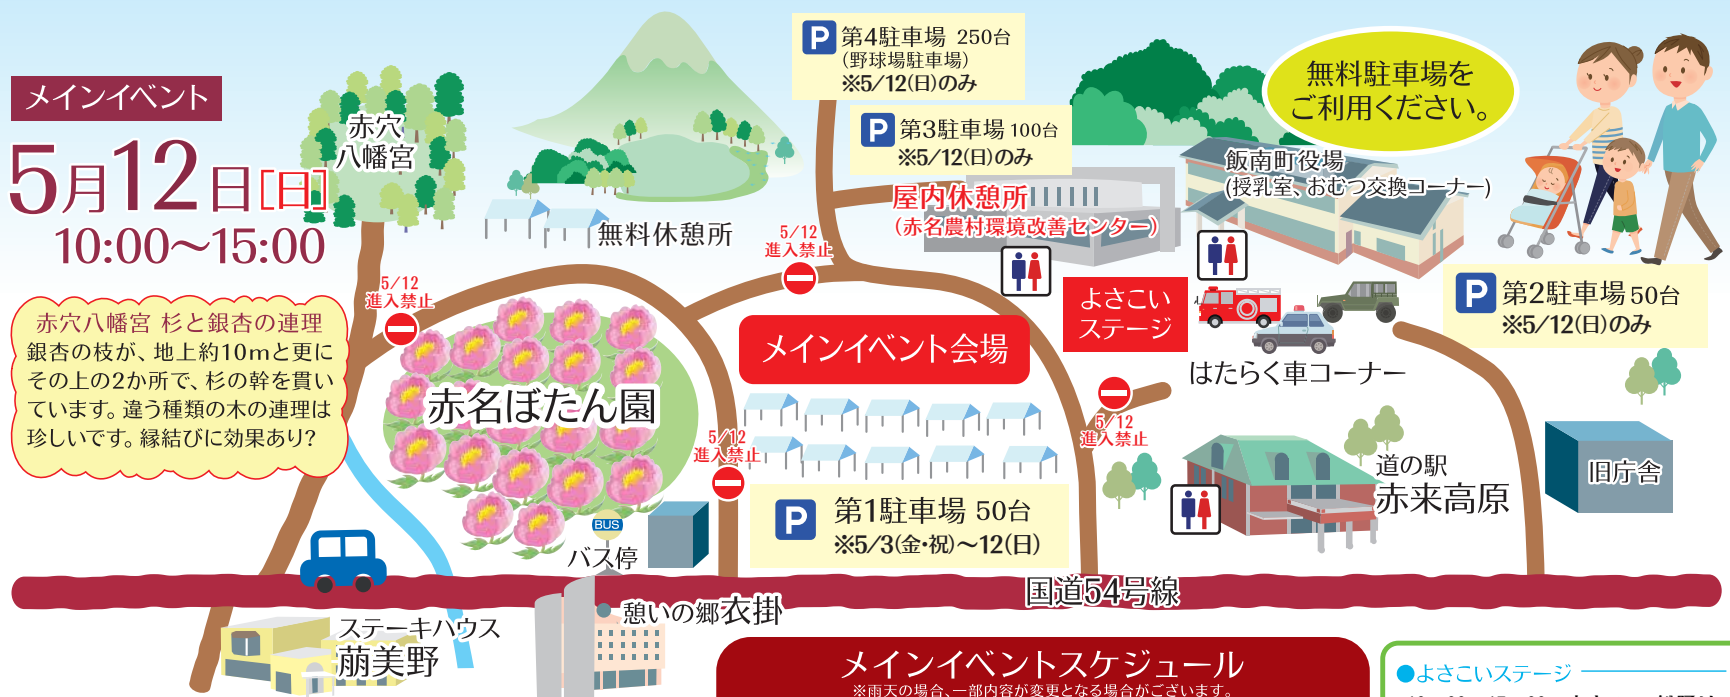 メインイベント
5月12日[日]
10:00〜15:00
赤穴
八幡宮
P 第4駐車場 250台
(野球場駐車場)
※5/12(日)のみ
P 第3駐車場 100台
※5/12(日)のみ
無料駐車場を
ご利用ください。
飯南町役場
(授乳室、おむつ交換コーナー)
屋内休憩所
(赤名農村環境改善センター)
無料休憩所
5/12
進入禁止
5/12
進入禁止
P 第2駐車場 50台
※5/12(日)のみ
よさこい
ステージ
はたらく車コーナー
赤穴八幡宮 杉と銀杏の連理
銀杏の枝が、地上約10mと更に
その上の2か所で、杉の幹を貫い
ています。違う種類の木の連理は
珍しいです。縁結びに効果あり?
メインイベント会場
赤名ぼたん園
5/12
進入禁止
5/12
進入禁止
道の駅
赤来高原
旧庁舎
P 第1駐車場 50台
※5/3(金・祝)〜12(日)
BUS
バス停
国道54号線
憩いの郷 衣掛
ステーキハウス
萠美野
メインイベントスケジュール
※雨天の場合、一部内容が変更となる場合がございます。
●よさこいステージ